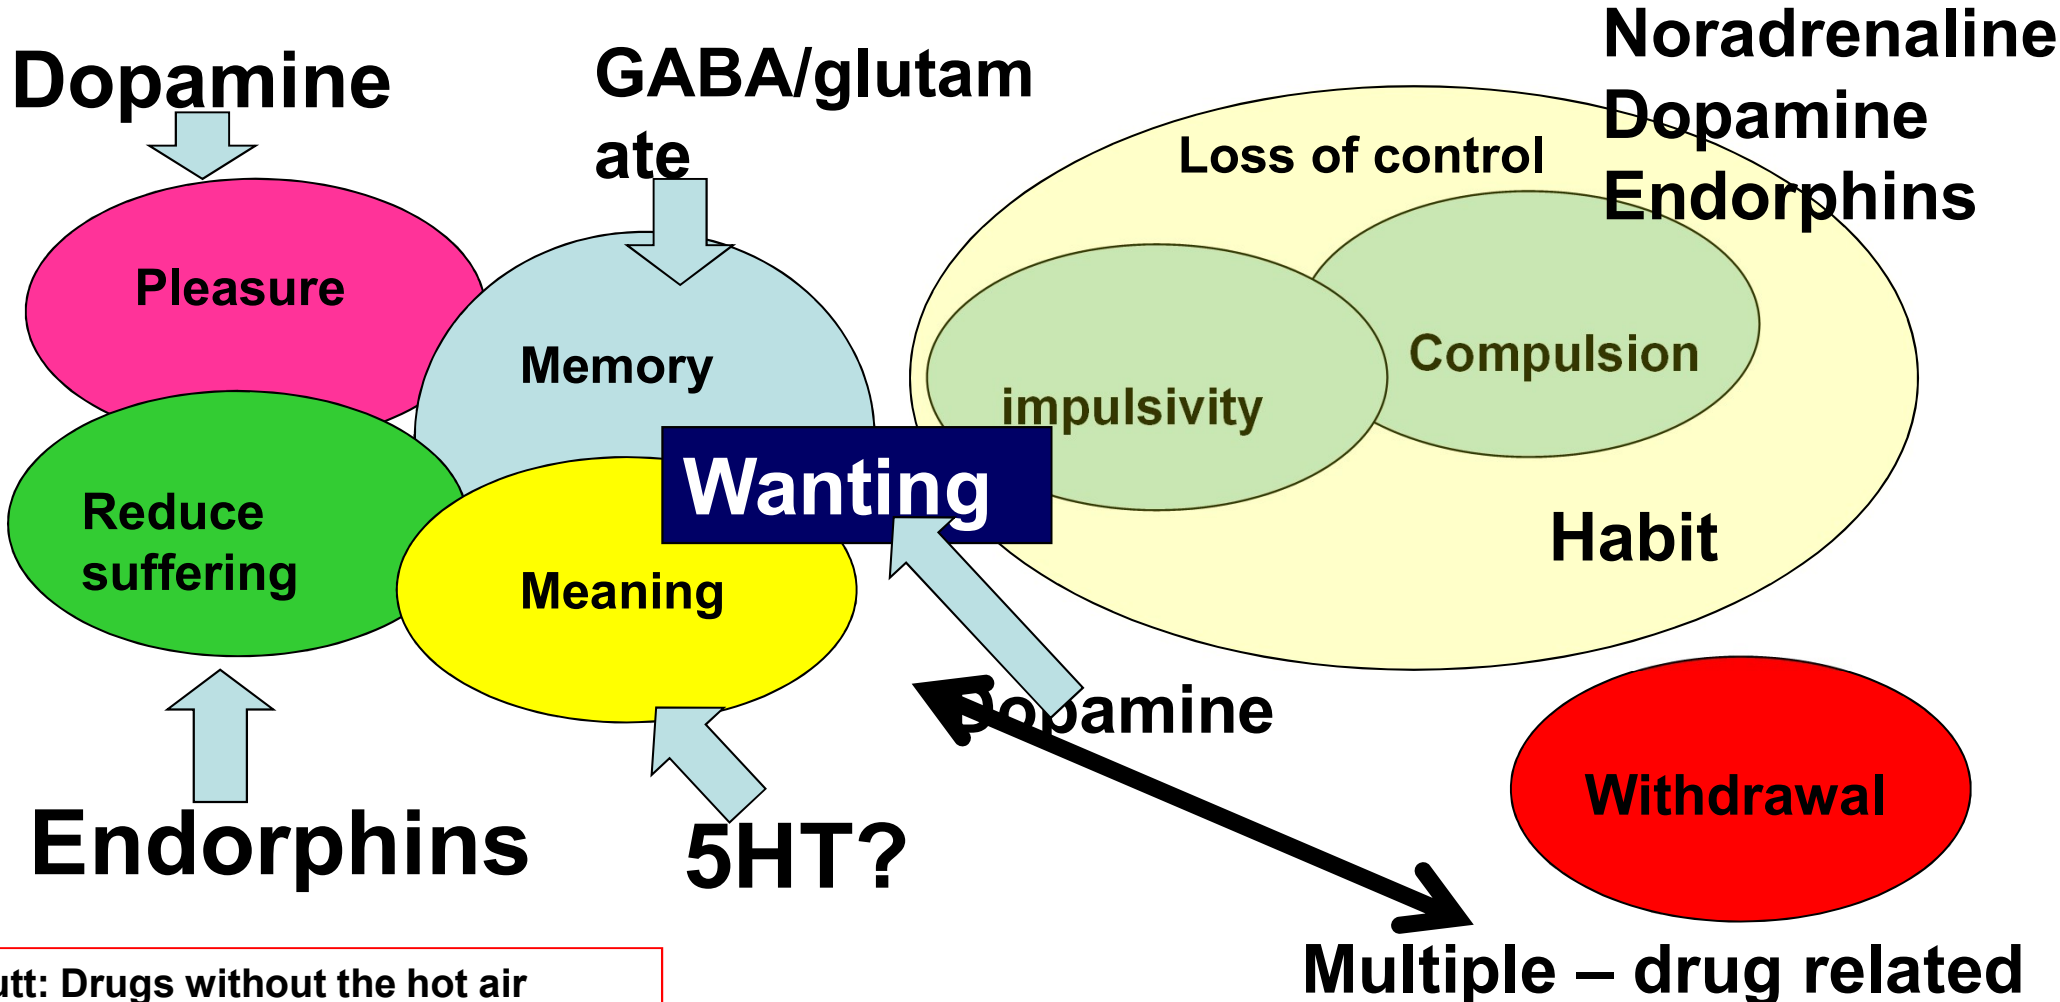 Dopamine
GABA/glutam
ate
Noradrenaline
Dopamine
Endorphins
Loss of control
Pleasure
Memory
Compulsion
impulsivity
Wanting
Reduce
suffering
Habit
Meaning
Dopamine
Withdrawal
Endorphins
5HT?
Multiple – drug related
utt: Drugs without the hot air